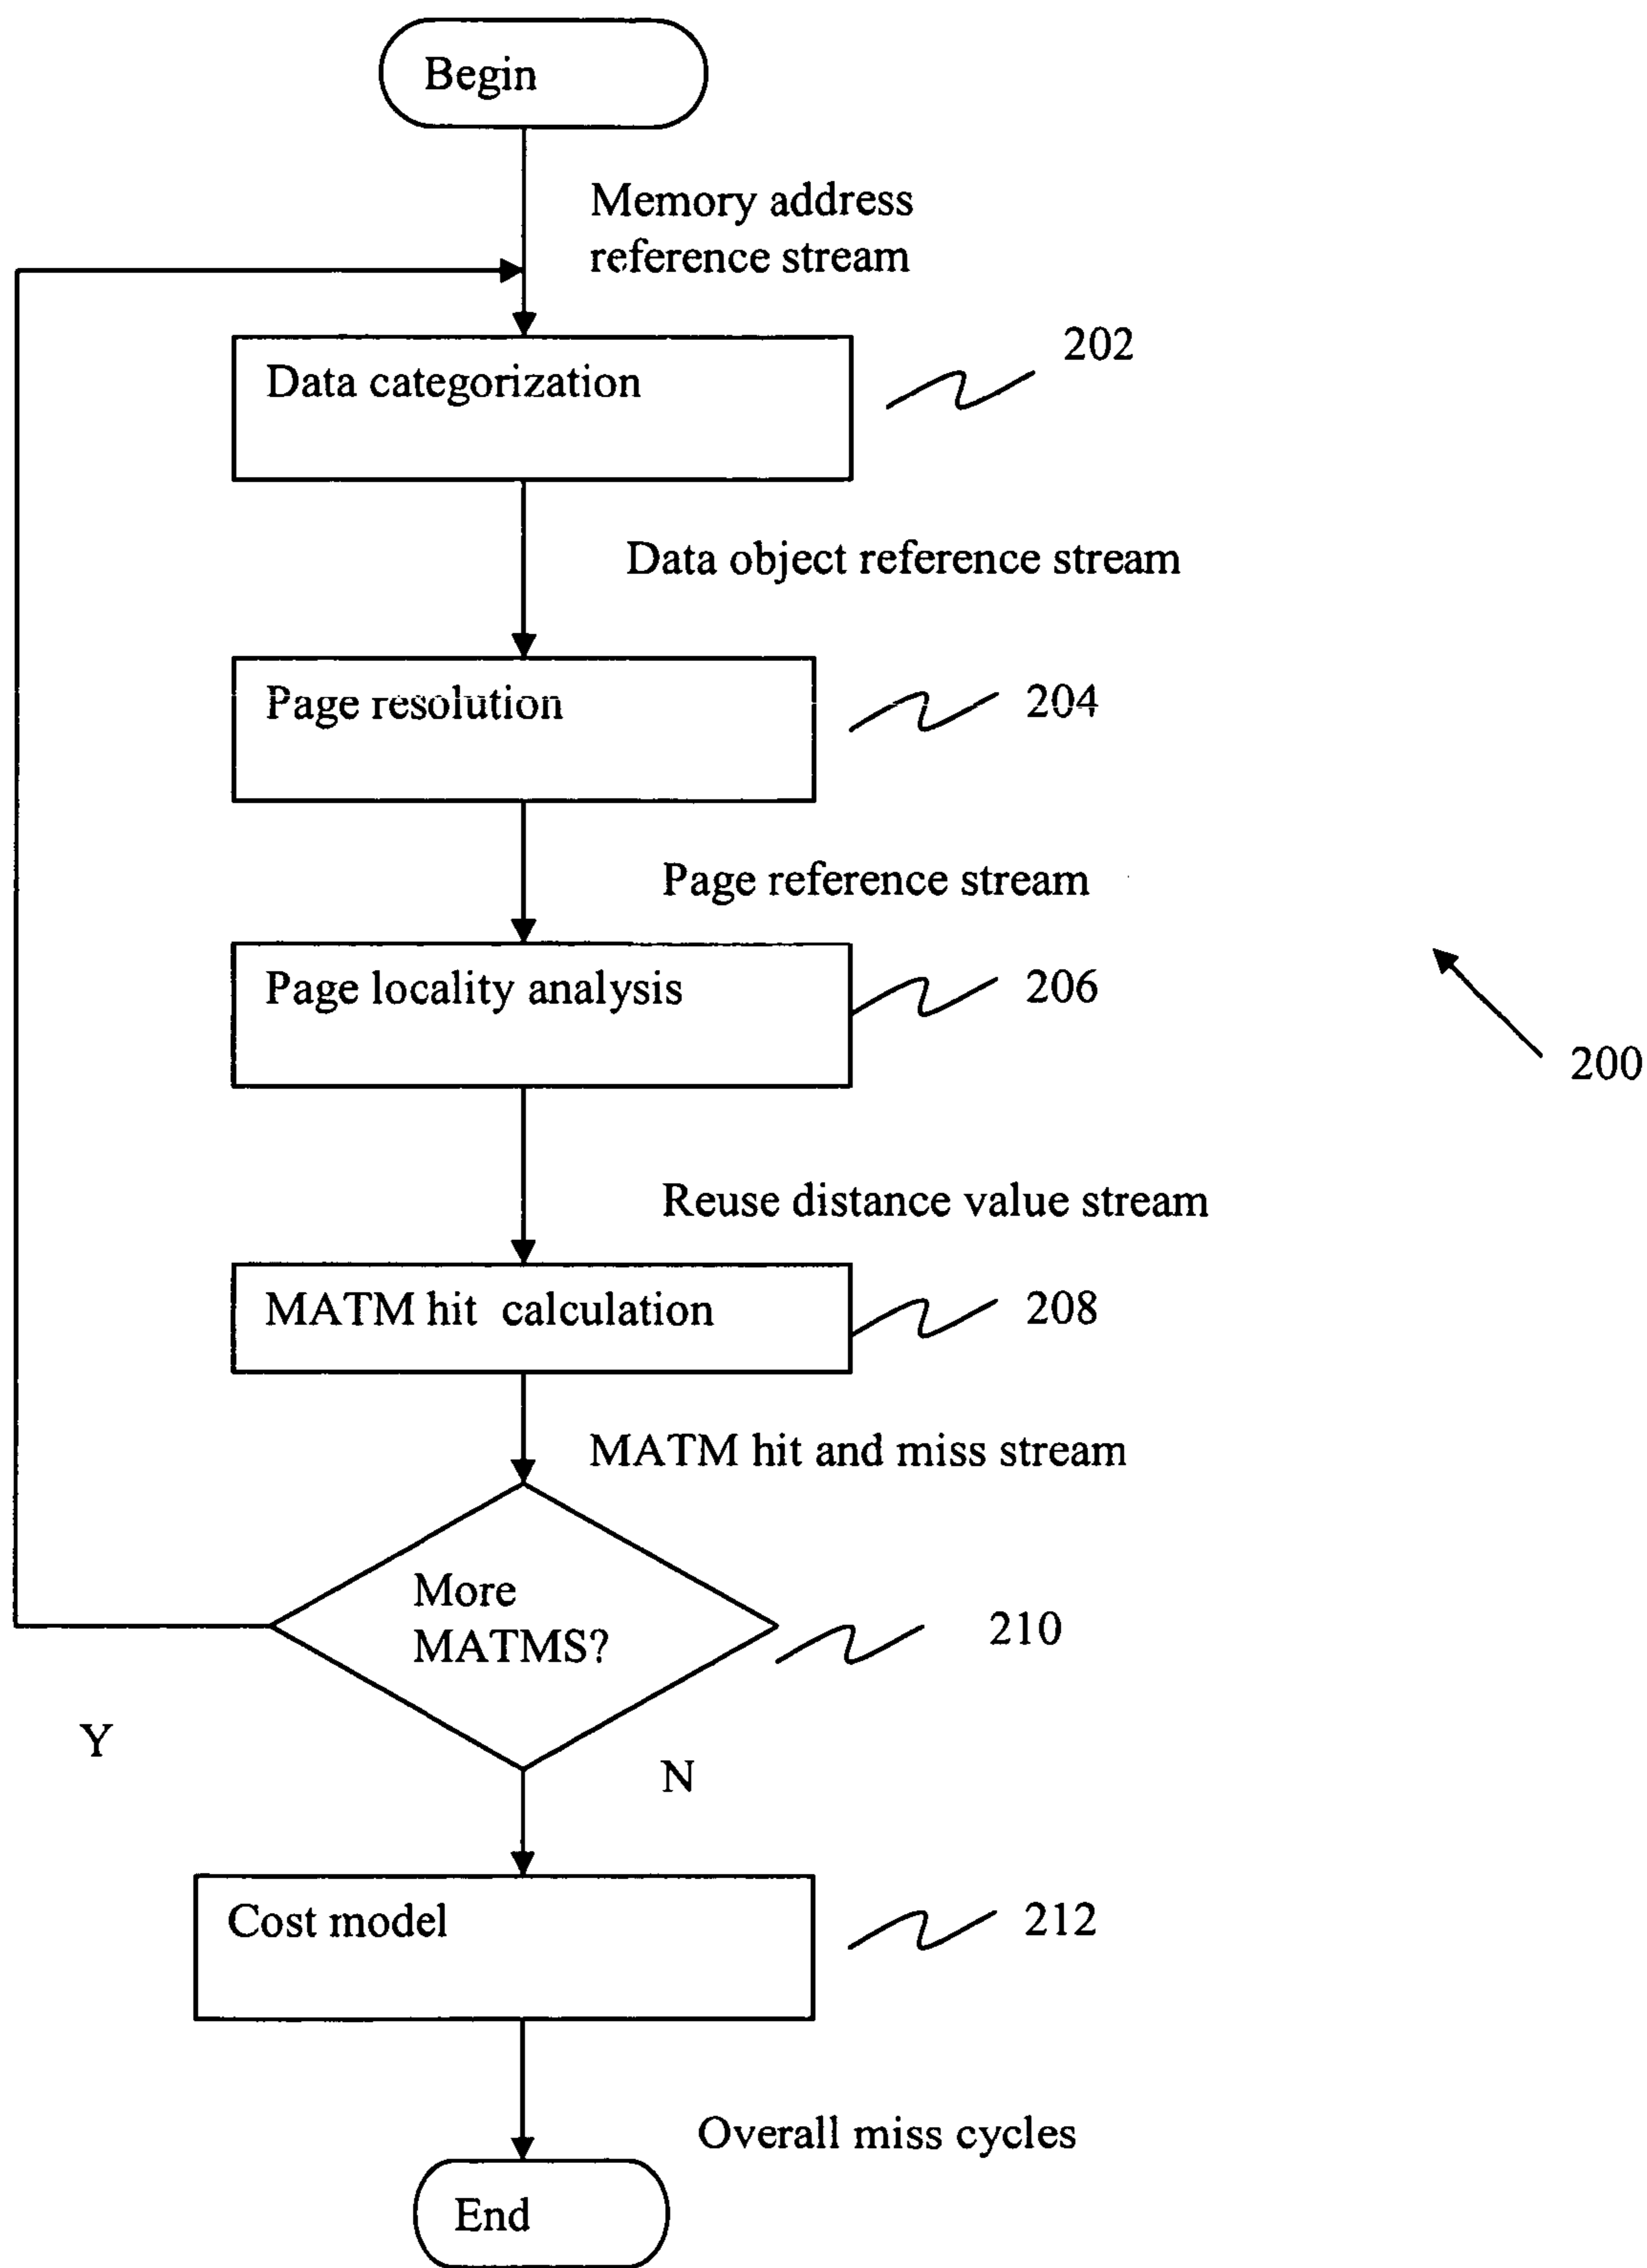 Begin
Memory address
reference stream
202
Data categorization
Data object reference stream
Page resolution
204
Page reference stream
Page locality analysis
206
200
Reuse distance value stream
MATM hit calculation
208
MATM hit and miss stream
More
MATMS?
210
Y
N
Cost model
212
Overall miss cycles
End